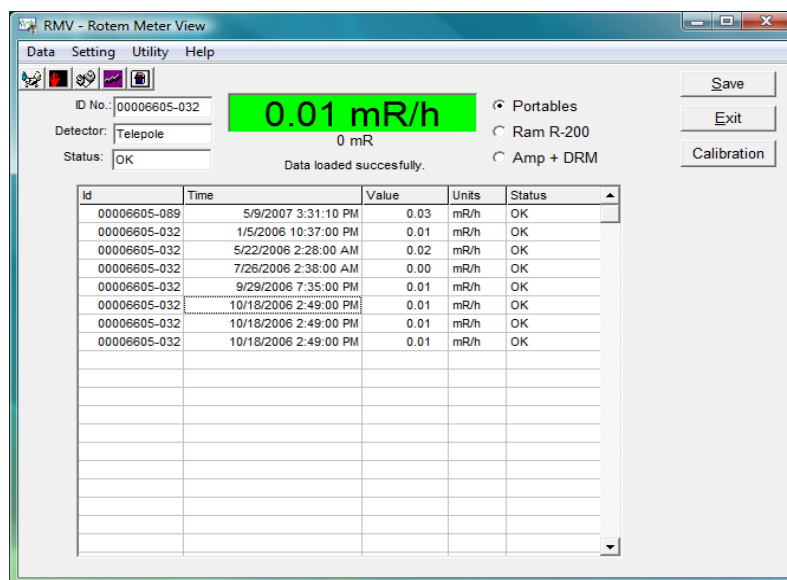 RMV - Rotem Meter View
Data Setting Utility Help
ID No.: 00006605-032
Detector: Telepole
Status: OK
0.01 mR/h
0 mR
Data loaded succesfully.
Portables
Ram R-200
Amp + DRM
Save
Exit
Calibration
Id Time Value Units Status
00006605-089 5/9/2007 3:31:10 PM 0.03 mR/h OK
00006605-032 1/5/2006 10:37:00 PM 0.01 mR/h OK
00006605-032 5/22/2006 2:28:00 AM 0.02 mR/h OK
00006605-032 7/26/2006 2:38:00 AM 0.00 mR/h OK
00006605-032 9/29/2006 7:35:00 PM 0.01 mR/h OK
00006605-032 10/18/2006 2:49:00 PM 0.01 mR/h OK
00006605-032 10/18/2006 2:49:00 PM 0.01 mR/h OK
00006605-032 10/18/2006 2:49:00 PM 0.01 mR/h OK